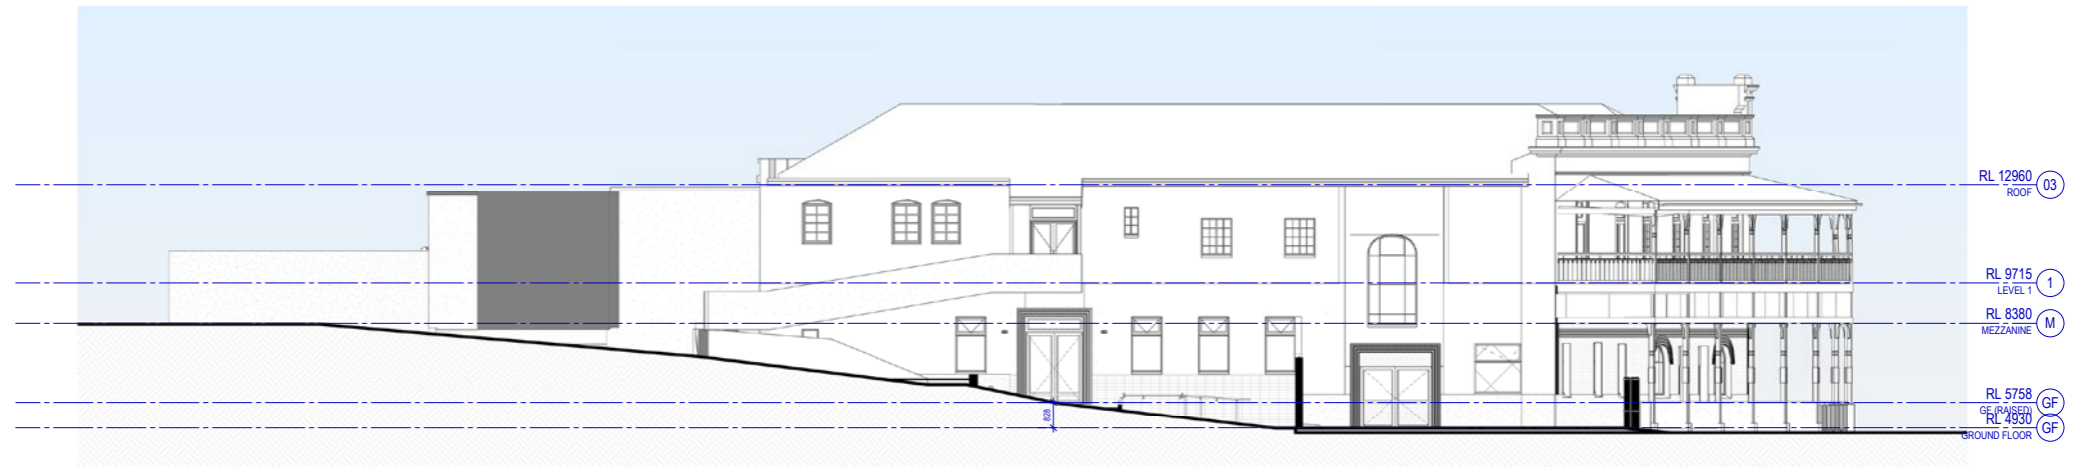 RL 12960
ROOF
03
RL 9715
LEVEL 1
1
RL 8380
MEZZANINE
M
RL 5758
GF (RAISED)
GF
828
RL 4930
GROUND FLOOR
GF